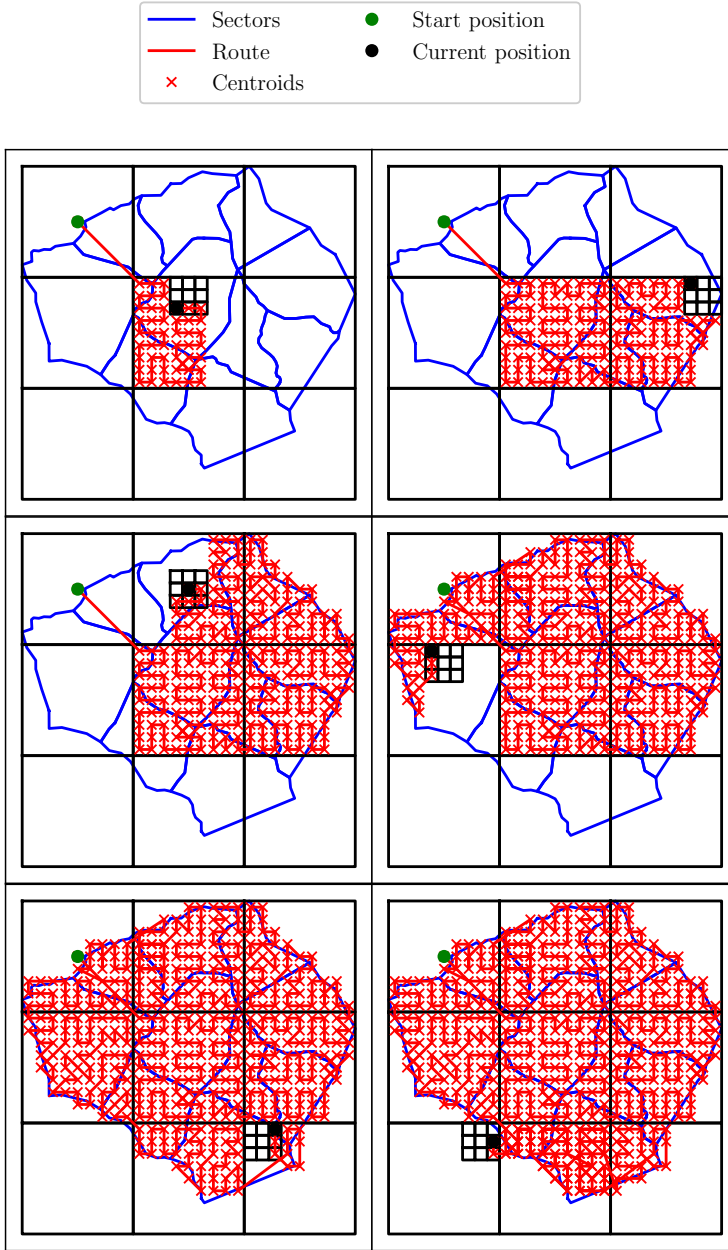 Sectors
Route
Centroids
Start position
Current position